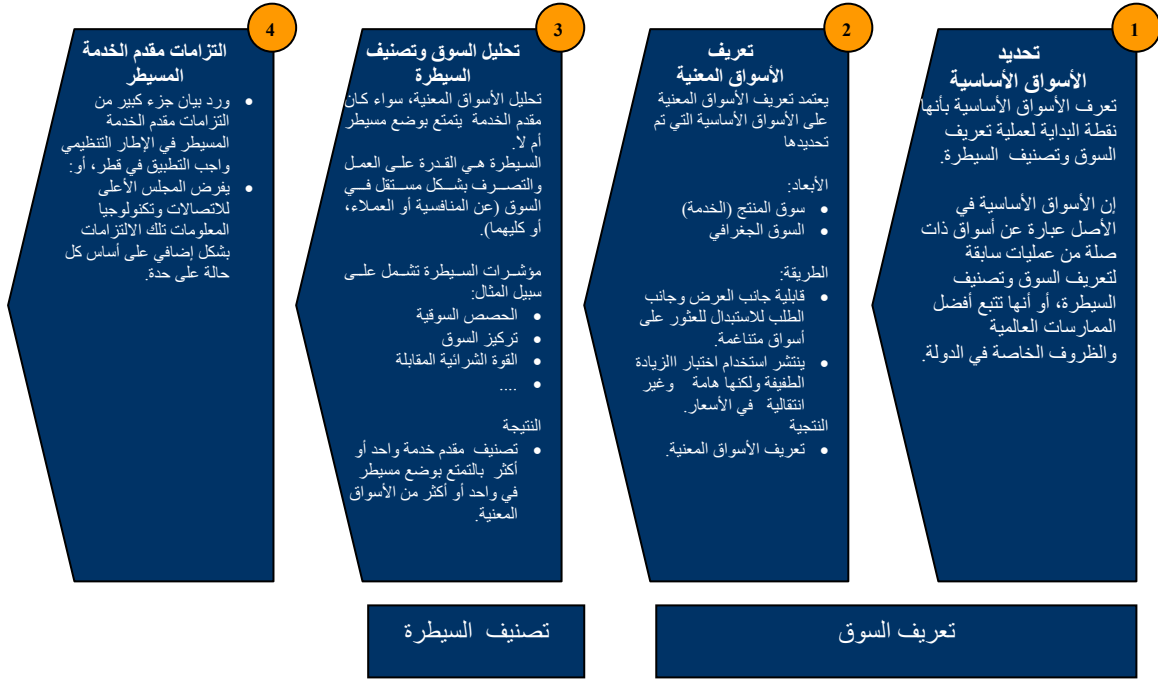 1
تحديد
الأسواق الأساسية
تعرف الأسواق الأساسية بأنها
نقطة البداية لعملية تعريف
السوق وتصنيف السيطرة.
إن الأسواق الأساسية في
الأصل عبارة عن أسواق ذات
صلة من عمليات سابقة
لتعريف السوق وتصنيف
السيطرة، أو أنها تتبع أفضل
الممارسات العالمية
والظروف الخاصة في الدولة.
2
تعريف
الأسواق المعنية
يعتمد تعريف الأسواق المعنية
على الأسواق الأساسية التي تم
تحديدها
الأبعاد:
• سوق المنتج (الخدمة)
• السوق الجغرافي
الطريقة:
• قابلية جانب العرض وجانب
الطلب للاستبدال للعثور على
أسواق متناغمة.
• ينتشر استخدام اختبار االزيادة
الطفيفة ولكنها هامة وغير
انتقالية في الأسعار.
النتجية
• تعريف الأسواق المعنية.
3
تحليل السوق وتصنيف
السيطرة
تحليل الأسواق المعنية، سواء كان
مقدم الخدمة يتمتع بوضع مسيطر
أم لا.
السيطرة هي القدرة على العمل
والتصرف بشكل مستقل في
السوق (عن المنافسية أو العملاء،
أو كليهما).
مؤشرات السيطرة تشمل على
سبيل المثال:
• الحصص السوقية
• تركيز السوق
• القوة الشرائية المقابلة
• ....
النتيجة
• تصنيف مقدم خدمة واحد أو
أكثر بالتمتع بوضع مسيطر
في واحد أو أكثر من الأسواق
المعنية.
4
التزامات مقدم الخدمة
المسيطر
• ورد بيان جزء كبير من
التزامات مقدم الخدمة
المسيطر في الإطار التنظيمي
واجب التطبيق في قطر، أو:
• يفرض المجلس الأعلى
للاتصالات وتكنولوجيا
المعلومات تلك الالتزامات
بشكل إضافي على أساس كل
حالة على حدة.
تعريف السوق
تصنيف السيطرة